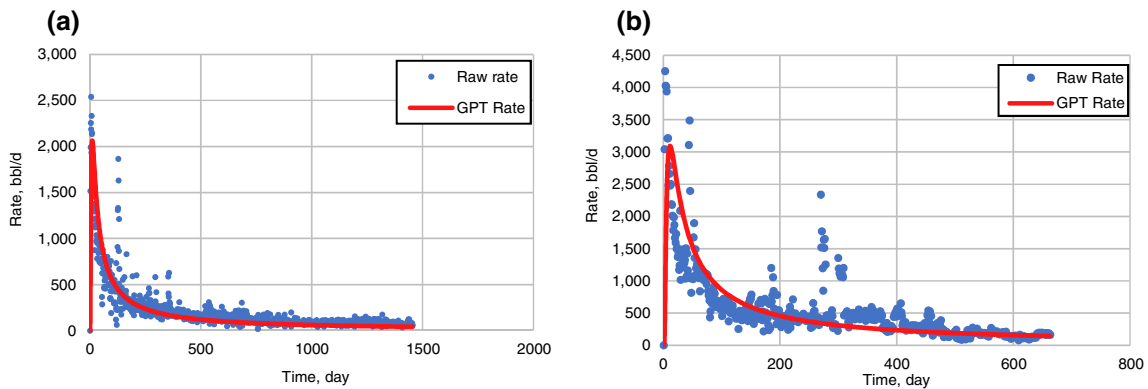 (a)
3,000
2,500
2,000
1,500
1,000
500
0
Rate, bbl/d
0 500 1000 1500 2000
Time, day
Raw rate
GPT Rate
(b)
4,500
4,000
3,500
3,000
2,500
2,000
1,500
1,000
500
0
Rate, bbl/d
0 200 400 600 800
Time, day
Raw Rate
GPT Rate